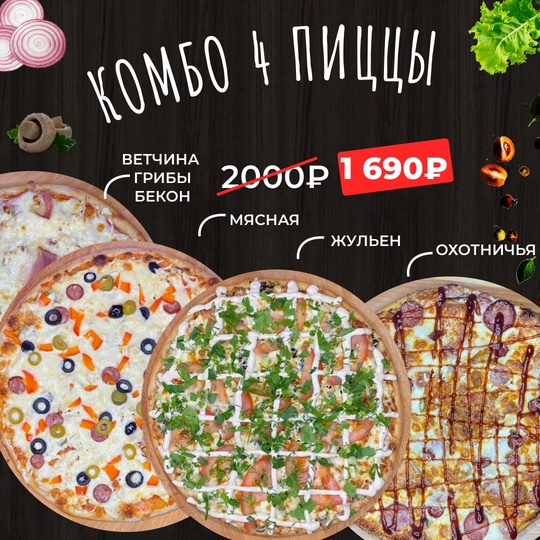 КОМБО 4 ПИЦЦЫ
ВЕТЧИНА
ГРИБЫ
БЕКОН
2000₽
1 690₽
МЯСНАЯ
ЖУЛЬЕН
ОХОТНИЧЬЯ